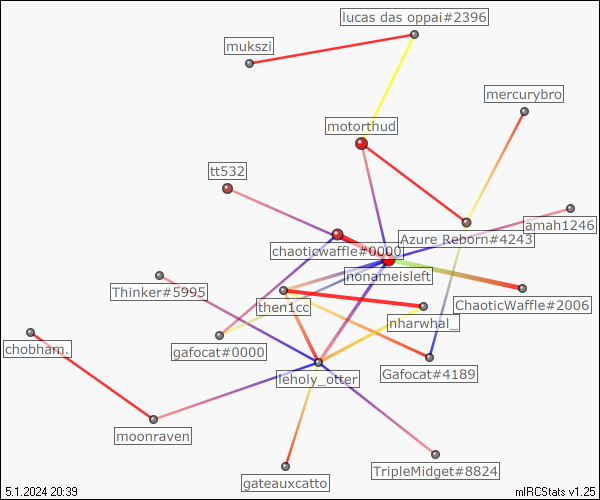 lucas das oppai#2396
mukszi
mercurybro
motorthud
tt532
amah1246
Azure Reborn#4243
chaoticwaffle#0000
nonameisleft
Thinker#5995
then1cc
ChaoticWaffle#2006
nharwhal_
chobham.
gafocat#0000
leholy_otter
Gafocat#4189
moonraven
TripleMidget#8824
gateauxcatto
5.1.2024 20:39
mIRCStats v1.25